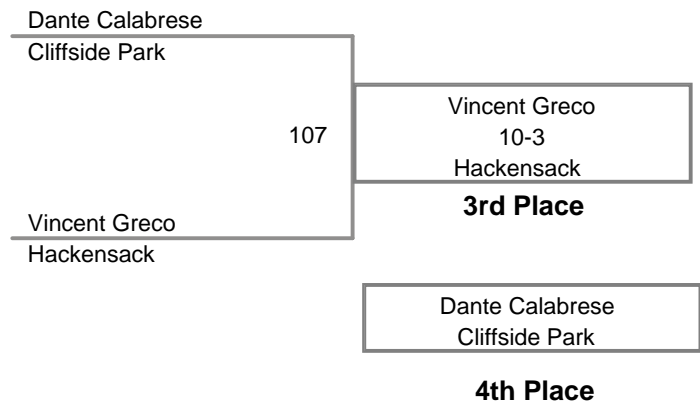 Dante Calabrese
Cliffside Park
107
Vincent Greco
10-3
Hackensack
3rd Place
Vincent Greco
Hackensack
Dante Calabrese
Cliffside Park
4th Place